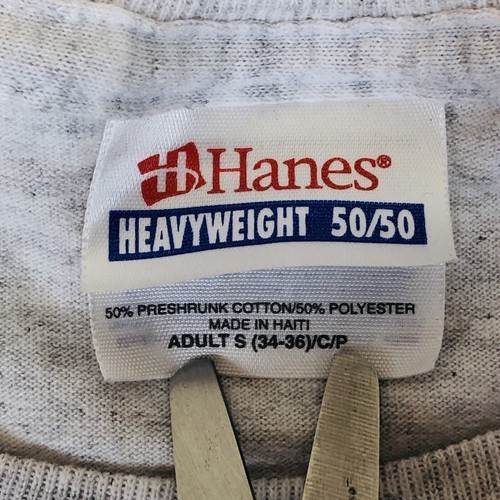 Hanes®
HEAVYWEIGHT 50/50
50% PRESHRUNK COTTON/50% POLYESTER
MADE IN HAITI
ADULT S (34-36)/C/P